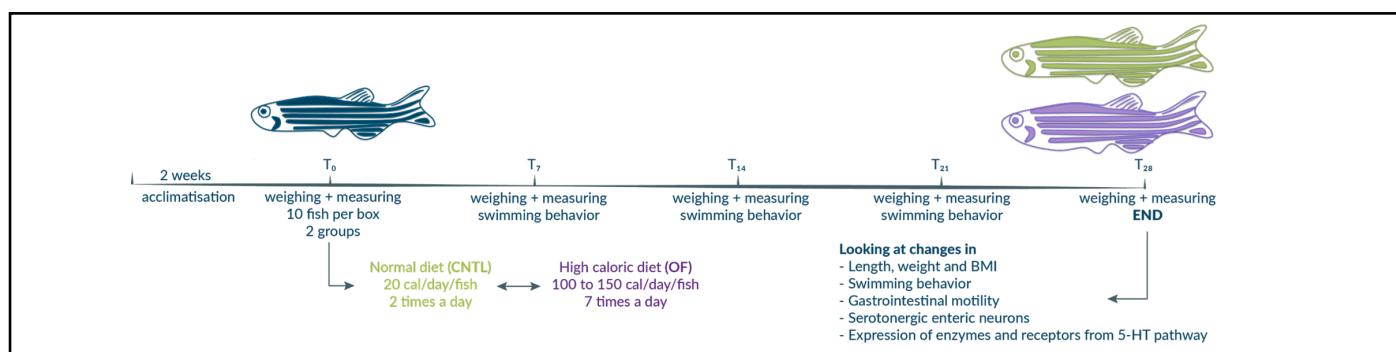 2 weeks
acclimatisation
T₀
weighing + measuring
10 fish per box
2 groups
T₇
weighing + measuring
swimming behavior
T₁₄
weighing + measuring
swimming behavior
T₂₁
weighing + measuring
swimming behavior
T₂₈
weighing + measuring
END
Normal diet (CNTL)
20 cal/day/fish
2 times a day
High caloric diet (OF)
100 to 150 cal/day/fish
7 times a day
Looking at changes in
- Length, weight and BMI
- Swimming behavior
- Gastrointestinal motility
- Serotonergic enteric neurons
- Expression of enzymes and receptors from 5-HT pathway